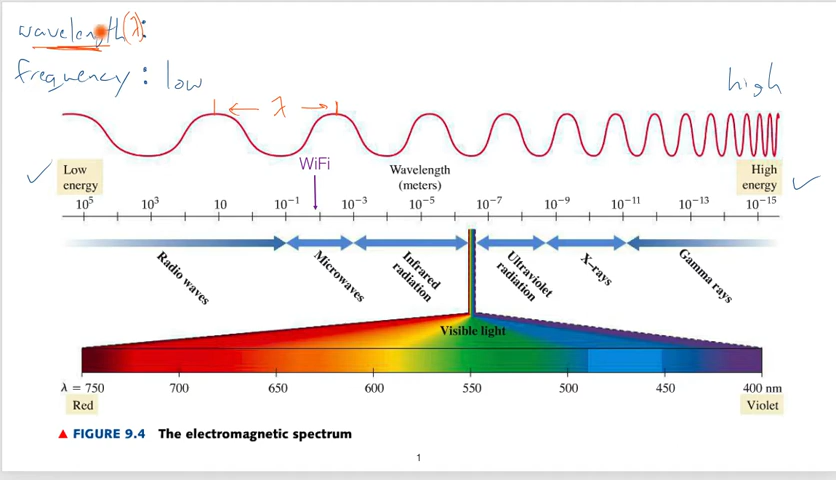 wavelength (λ):
frequency : low high
λ
WiFi
Low energy
Wavelength (meters)
High energy
10⁵ 10³ 10 10⁻¹ 10⁻³ 10⁻⁵ 10⁻⁷ 10⁻⁹ 10⁻¹¹ 10⁻¹³ 10⁻¹⁵
Radio waves
Microwaves
Infrared radiation
Ultraviolet radiation
X–rays
Gamma rays
Visible light
λ = 750 700 650 600 550 500 450 400 nm
Red Violet
▲ FIGURE 9.4 The electromagnetic spectrum
1